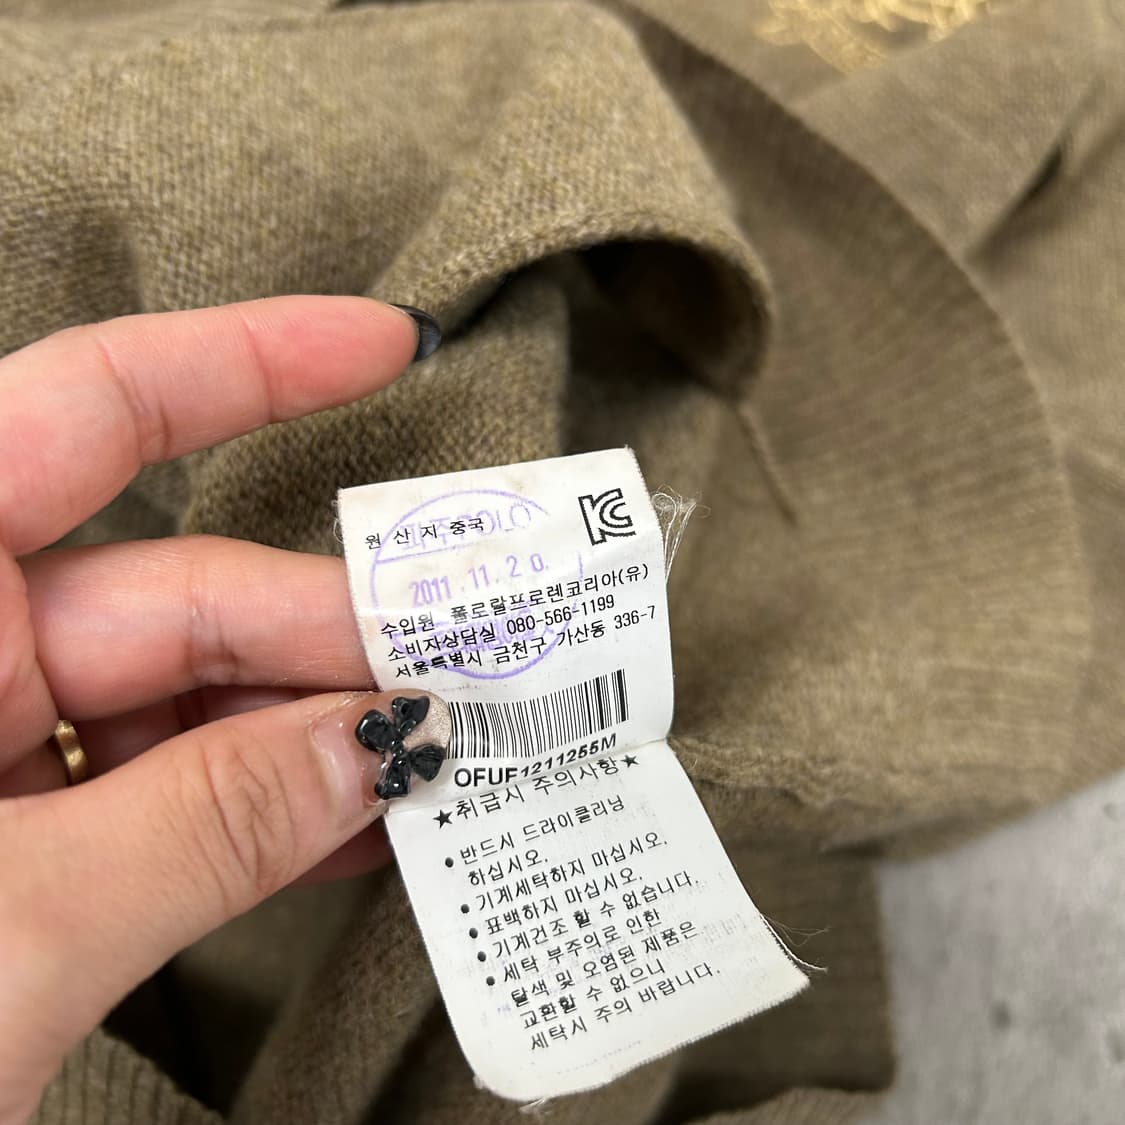 원 산 지 중국
KC
2011.11.20.
수입원 폴로랄프로렌코리아(유)
소비자상담실 080-566-1199
서울특별시 금천구 가산동 336-7
OFUF1211255M
★취급시 주의사항★
● 반드시 드라이클리닝
하십시오.
● 기계세탁하지 마십시오.
● 표백하지 마십시오.
● 기계건조 할 수 없습니다.
● 세탁 부주의로 인한
탈색 및 오염된 제품은
교환할 수 없으니
세탁시 주의 바랍니다.